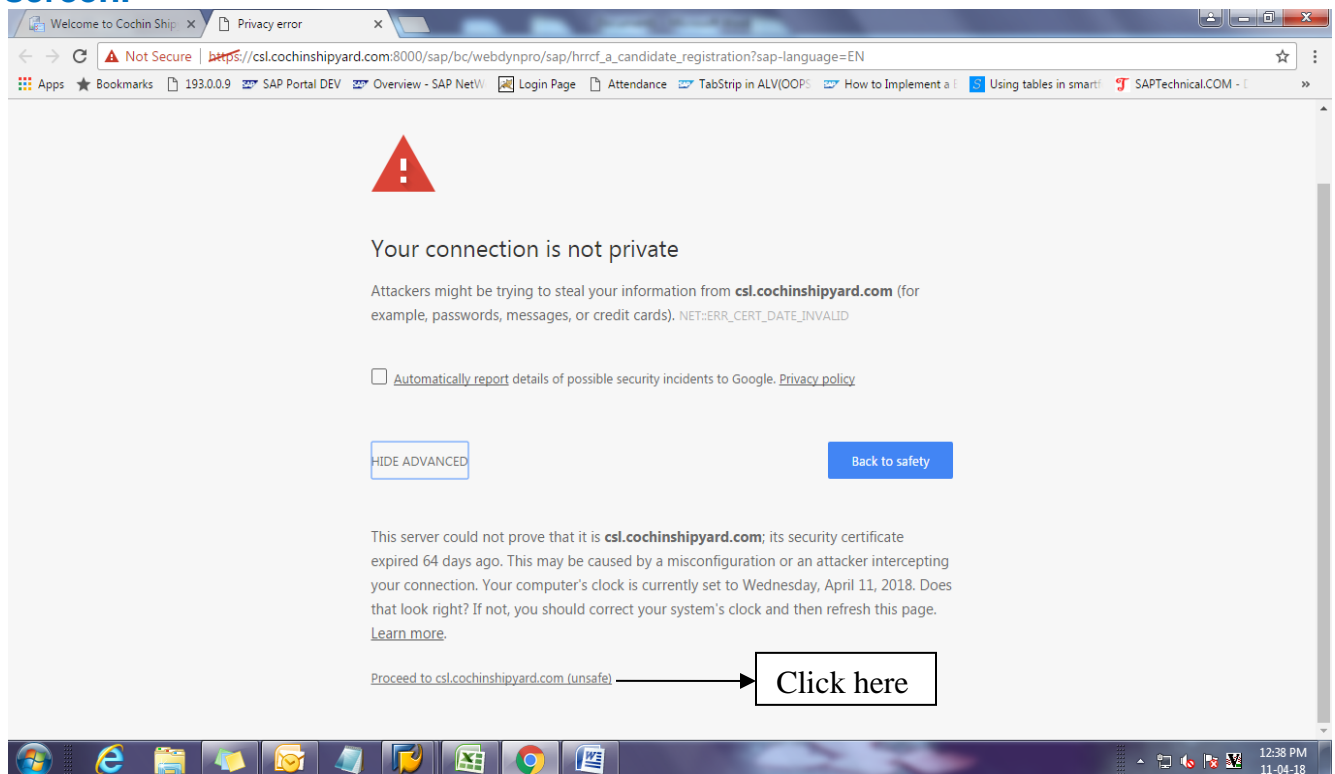 screen.
Welcome to Cochin Ship
Privacy error
Not Secure | https://csl.cochinshipyard.com:8000/sap/bc/webdynpro/sap/hrrcf_a_candidate_registration?sap-language=EN
Apps Bookmarks 193.0.0.9 SAP Portal DEV Overview - SAP NetW Login Page Attendance TabStrip in ALV(OOPS How to Implement a Using tables in smart SAPTechnical.COM - »
Your connection is not private
Attackers might be trying to steal your information from csl.cochinshipyard.com (for
example, passwords, messages, or credit cards). NET::ERR_CERT_DATE_INVALID
Automatically report details of possible security incidents to Google. Privacy policy
HIDE ADVANCED
Back to safety
This server could not prove that it is csl.cochinshipyard.com; its security certificate
expired 64 days ago. This may be caused by a misconfiguration or an attacker intercepting
your connection. Your computer's clock is currently set to Wednesday, April 11, 2018. Does
that look right? If not, you should correct your system's clock and then refresh this page.
Learn more.
Proceed to csl.cochinshipyard.com (unsafe)
Click here
12:38 PM
11-04-18